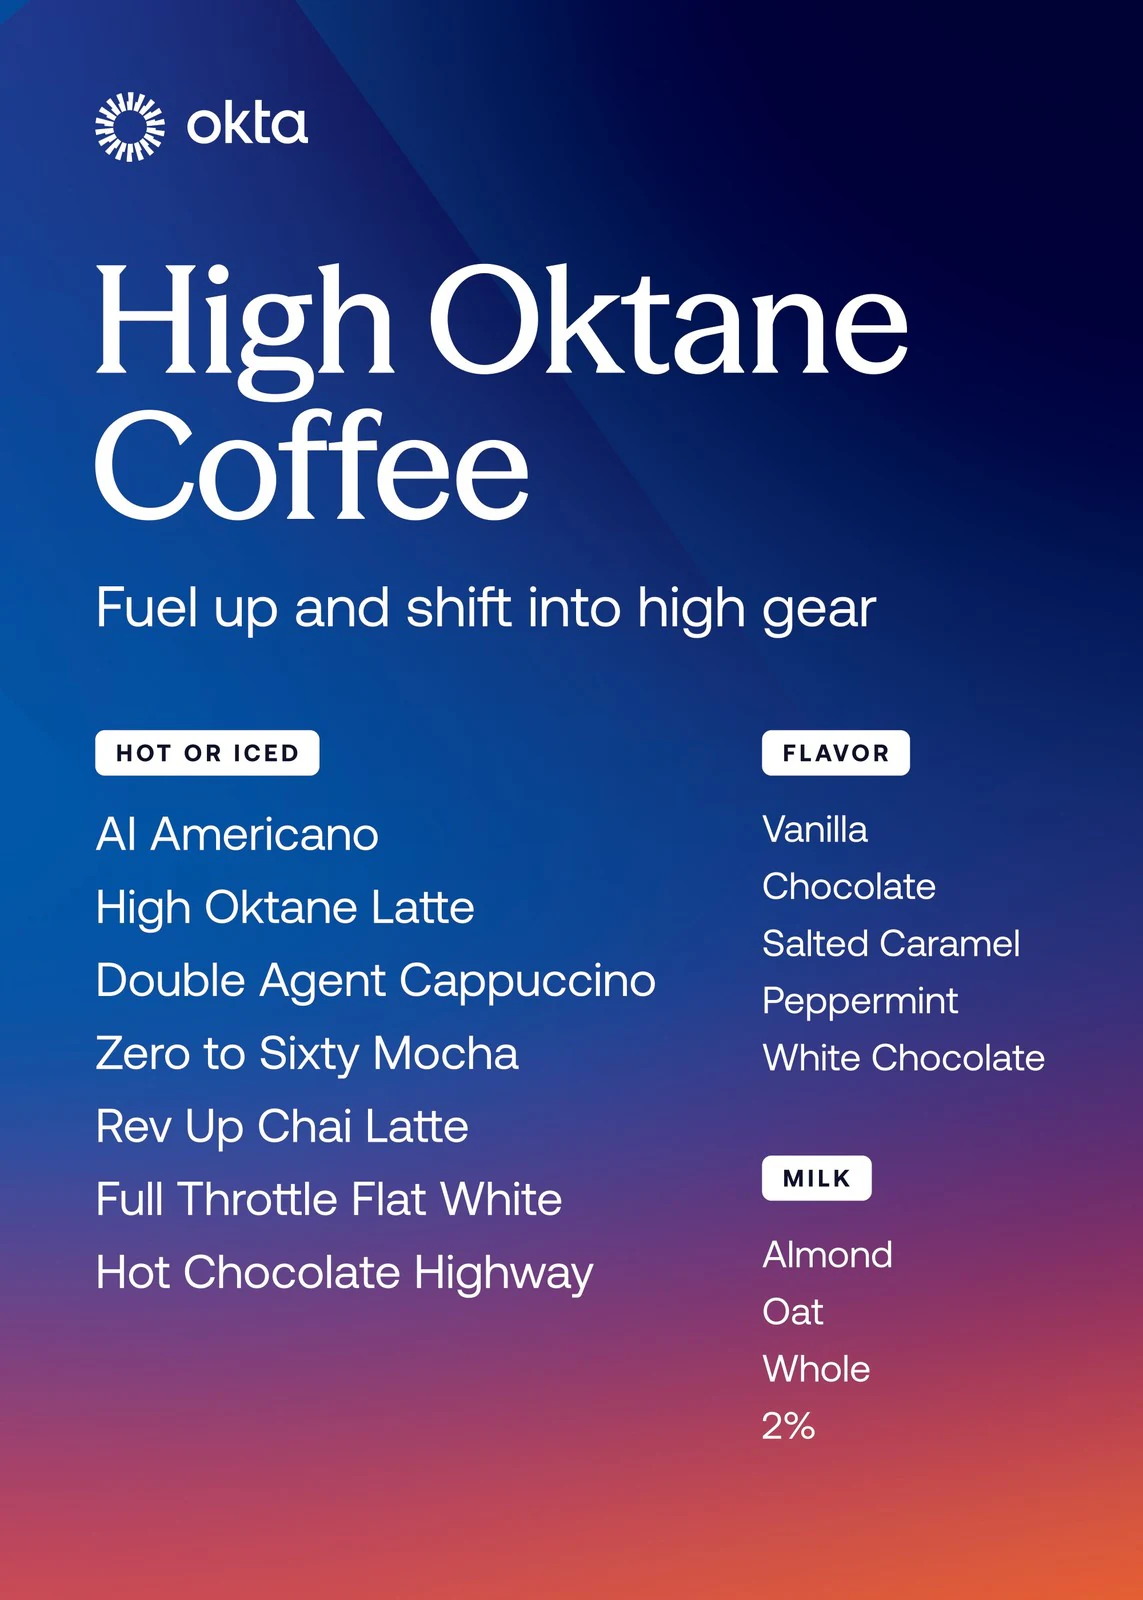 okta
High Oktane
Coffee
Fuel up and shift into high gear
HOT OR ICED
AI Americano
High Oktane Latte
Double Agent Cappuccino
Zero to Sixty Mocha
Rev Up Chai Latte
Full Throttle Flat White
Hot Chocolate Highway
FLAVOR
Vanilla
Chocolate
Salted Caramel
Peppermint
White Chocolate
MILK
Almond
Oat
Whole
2%